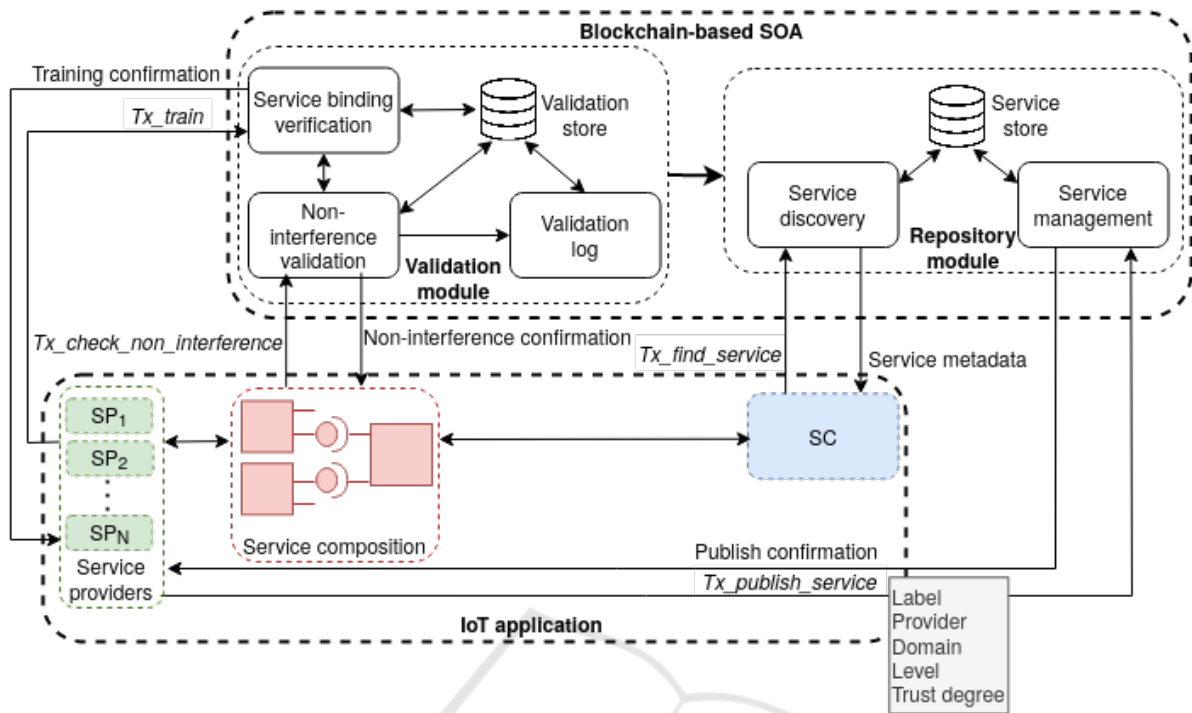 Blockchain-based SOA
Training confirmation
Tx_train
Service binding
verification
Validation
store
Non-
interference
validation
Validation
log
Validation
module
Service
store
Service
discovery
Service
management
Repository
module
Tx_check_non_interference
Non-interference confirmation
Tx_find_service
Service metadata
SP1
SP2
SPN
Service
providers
Service composition
SC
Publish confirmation
Tx_publish_service
IoT application
Label
Provider
Domain
Level
Trust degree